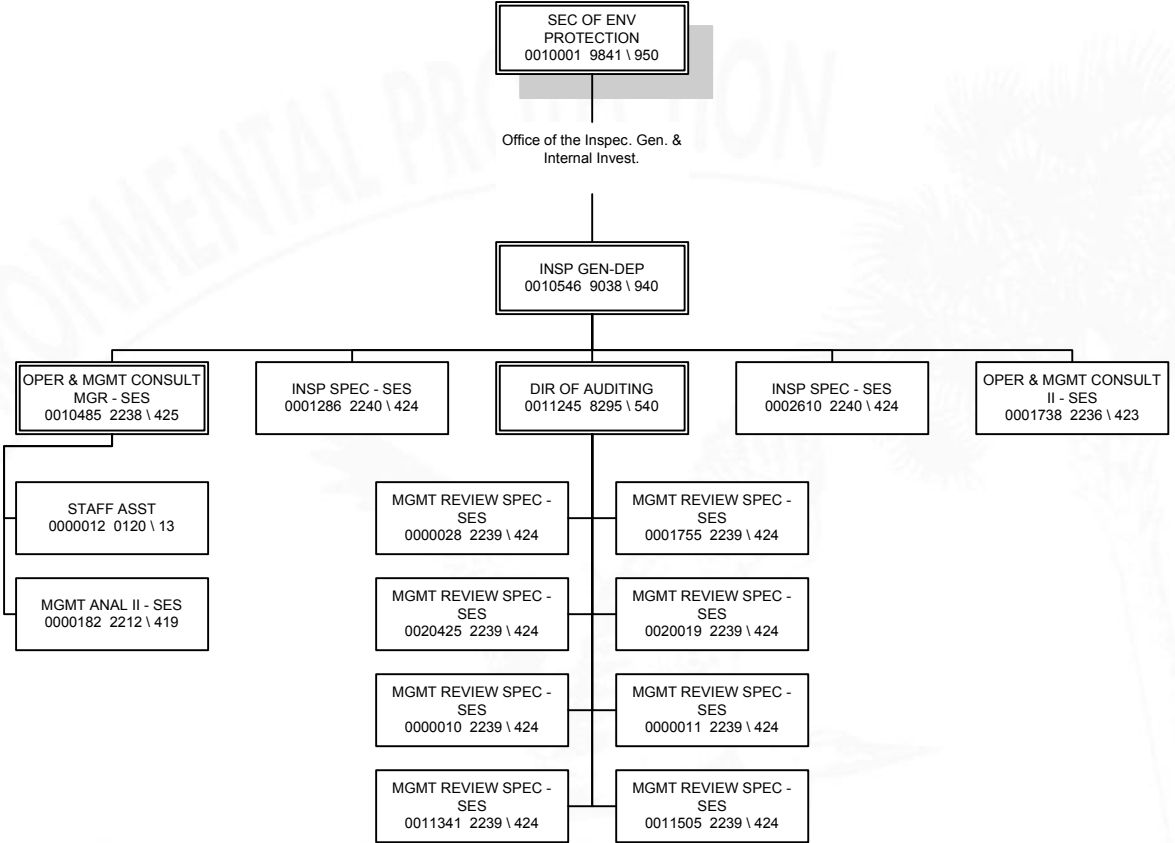 SEC OF ENV
PROTECTION
0010001 9841 \ 950
Office of the Inspec. Gen. &
Internal Invest.
INSP GEN-DEP
0010546 9038 \ 940
OPER & MGMT CONSULT
MGR - SES
0010485 2238 \ 425
INSP SPEC - SES
0001286 2240 \ 424
DIR OF AUDITING
0011245 8295 \ 540
INSP SPEC - SES
0002610 2240 \ 424
OPER & MGMT CONSULT
II - SES
0001738 2236 \ 423
STAFF ASST
0000012 0120 \ 13
MGMT ANAL II - SES
0000182 2212 \ 419
MGMT REVIEW SPEC -
SES
0000028 2239 \ 424
MGMT REVIEW SPEC -
SES
0001755 2239 \ 424
MGMT REVIEW SPEC -
SES
0020425 2239 \ 424
MGMT REVIEW SPEC -
SES
0020019 2239 \ 424
MGMT REVIEW SPEC -
SES
0000010 2239 \ 424
MGMT REVIEW SPEC -
SES
0000011 2239 \ 424
MGMT REVIEW SPEC -
SES
0011341 2239 \ 424
MGMT REVIEW SPEC -
SES
0011505 2239 \ 424